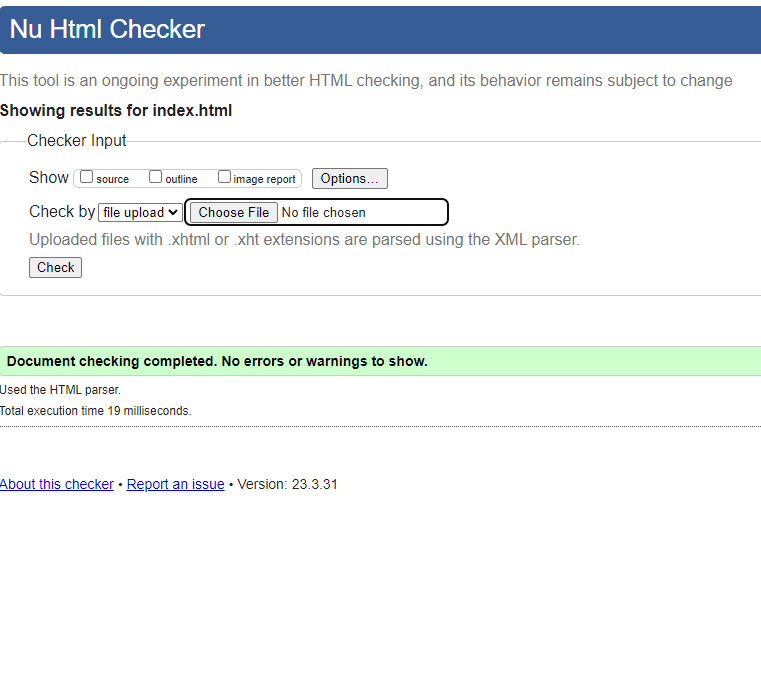 Nu Html Checker
This tool is an ongoing experiment in better HTML checking, and its behavior remains subject to change
Showing results for index.html
Checker Input
Show source outline image report Options...
Check by file upload Choose File No file chosen
Uploaded files with .xhtml or .xht extensions are parsed using the XML parser.
Check
Document checking completed. No errors or warnings to show.
Used the HTML parser.
Total execution time 19 milliseconds.
About this checker • Report an issue • Version: 23.3.31